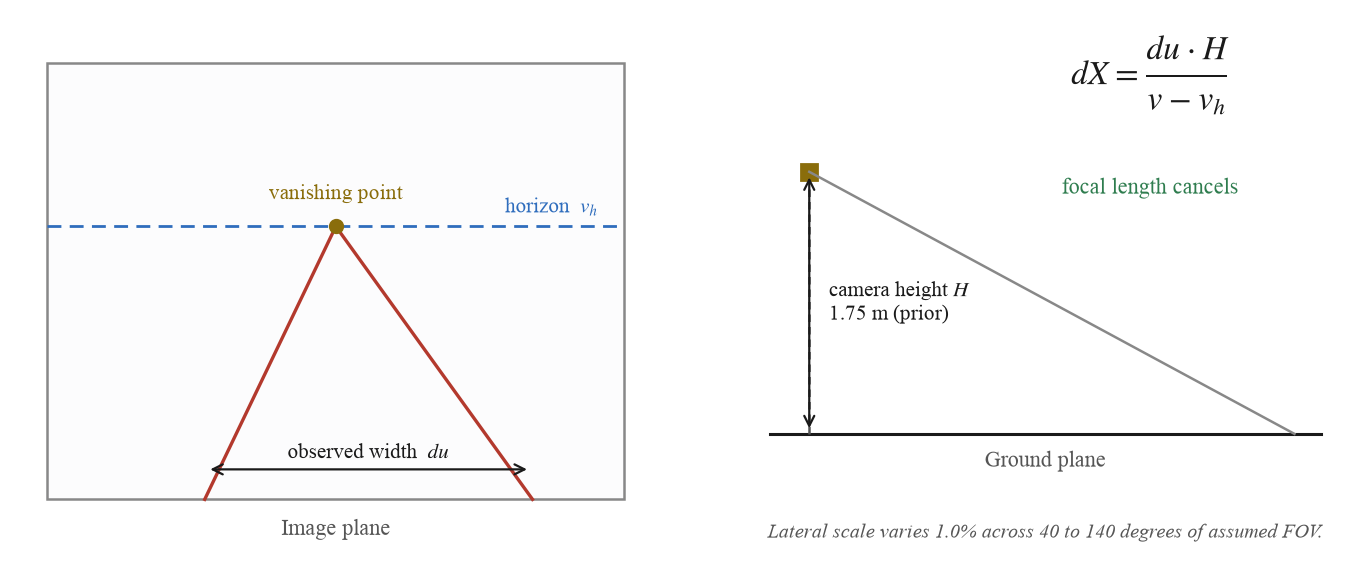 vanishing point
horizon v_h
observed width du
Image plane
dX = du · H / v − v_h
focal length cancels
camera height H
1.75 m (prior)
Ground plane
Lateral scale varies 1.0% across 40 to 140 degrees of assumed FOV.